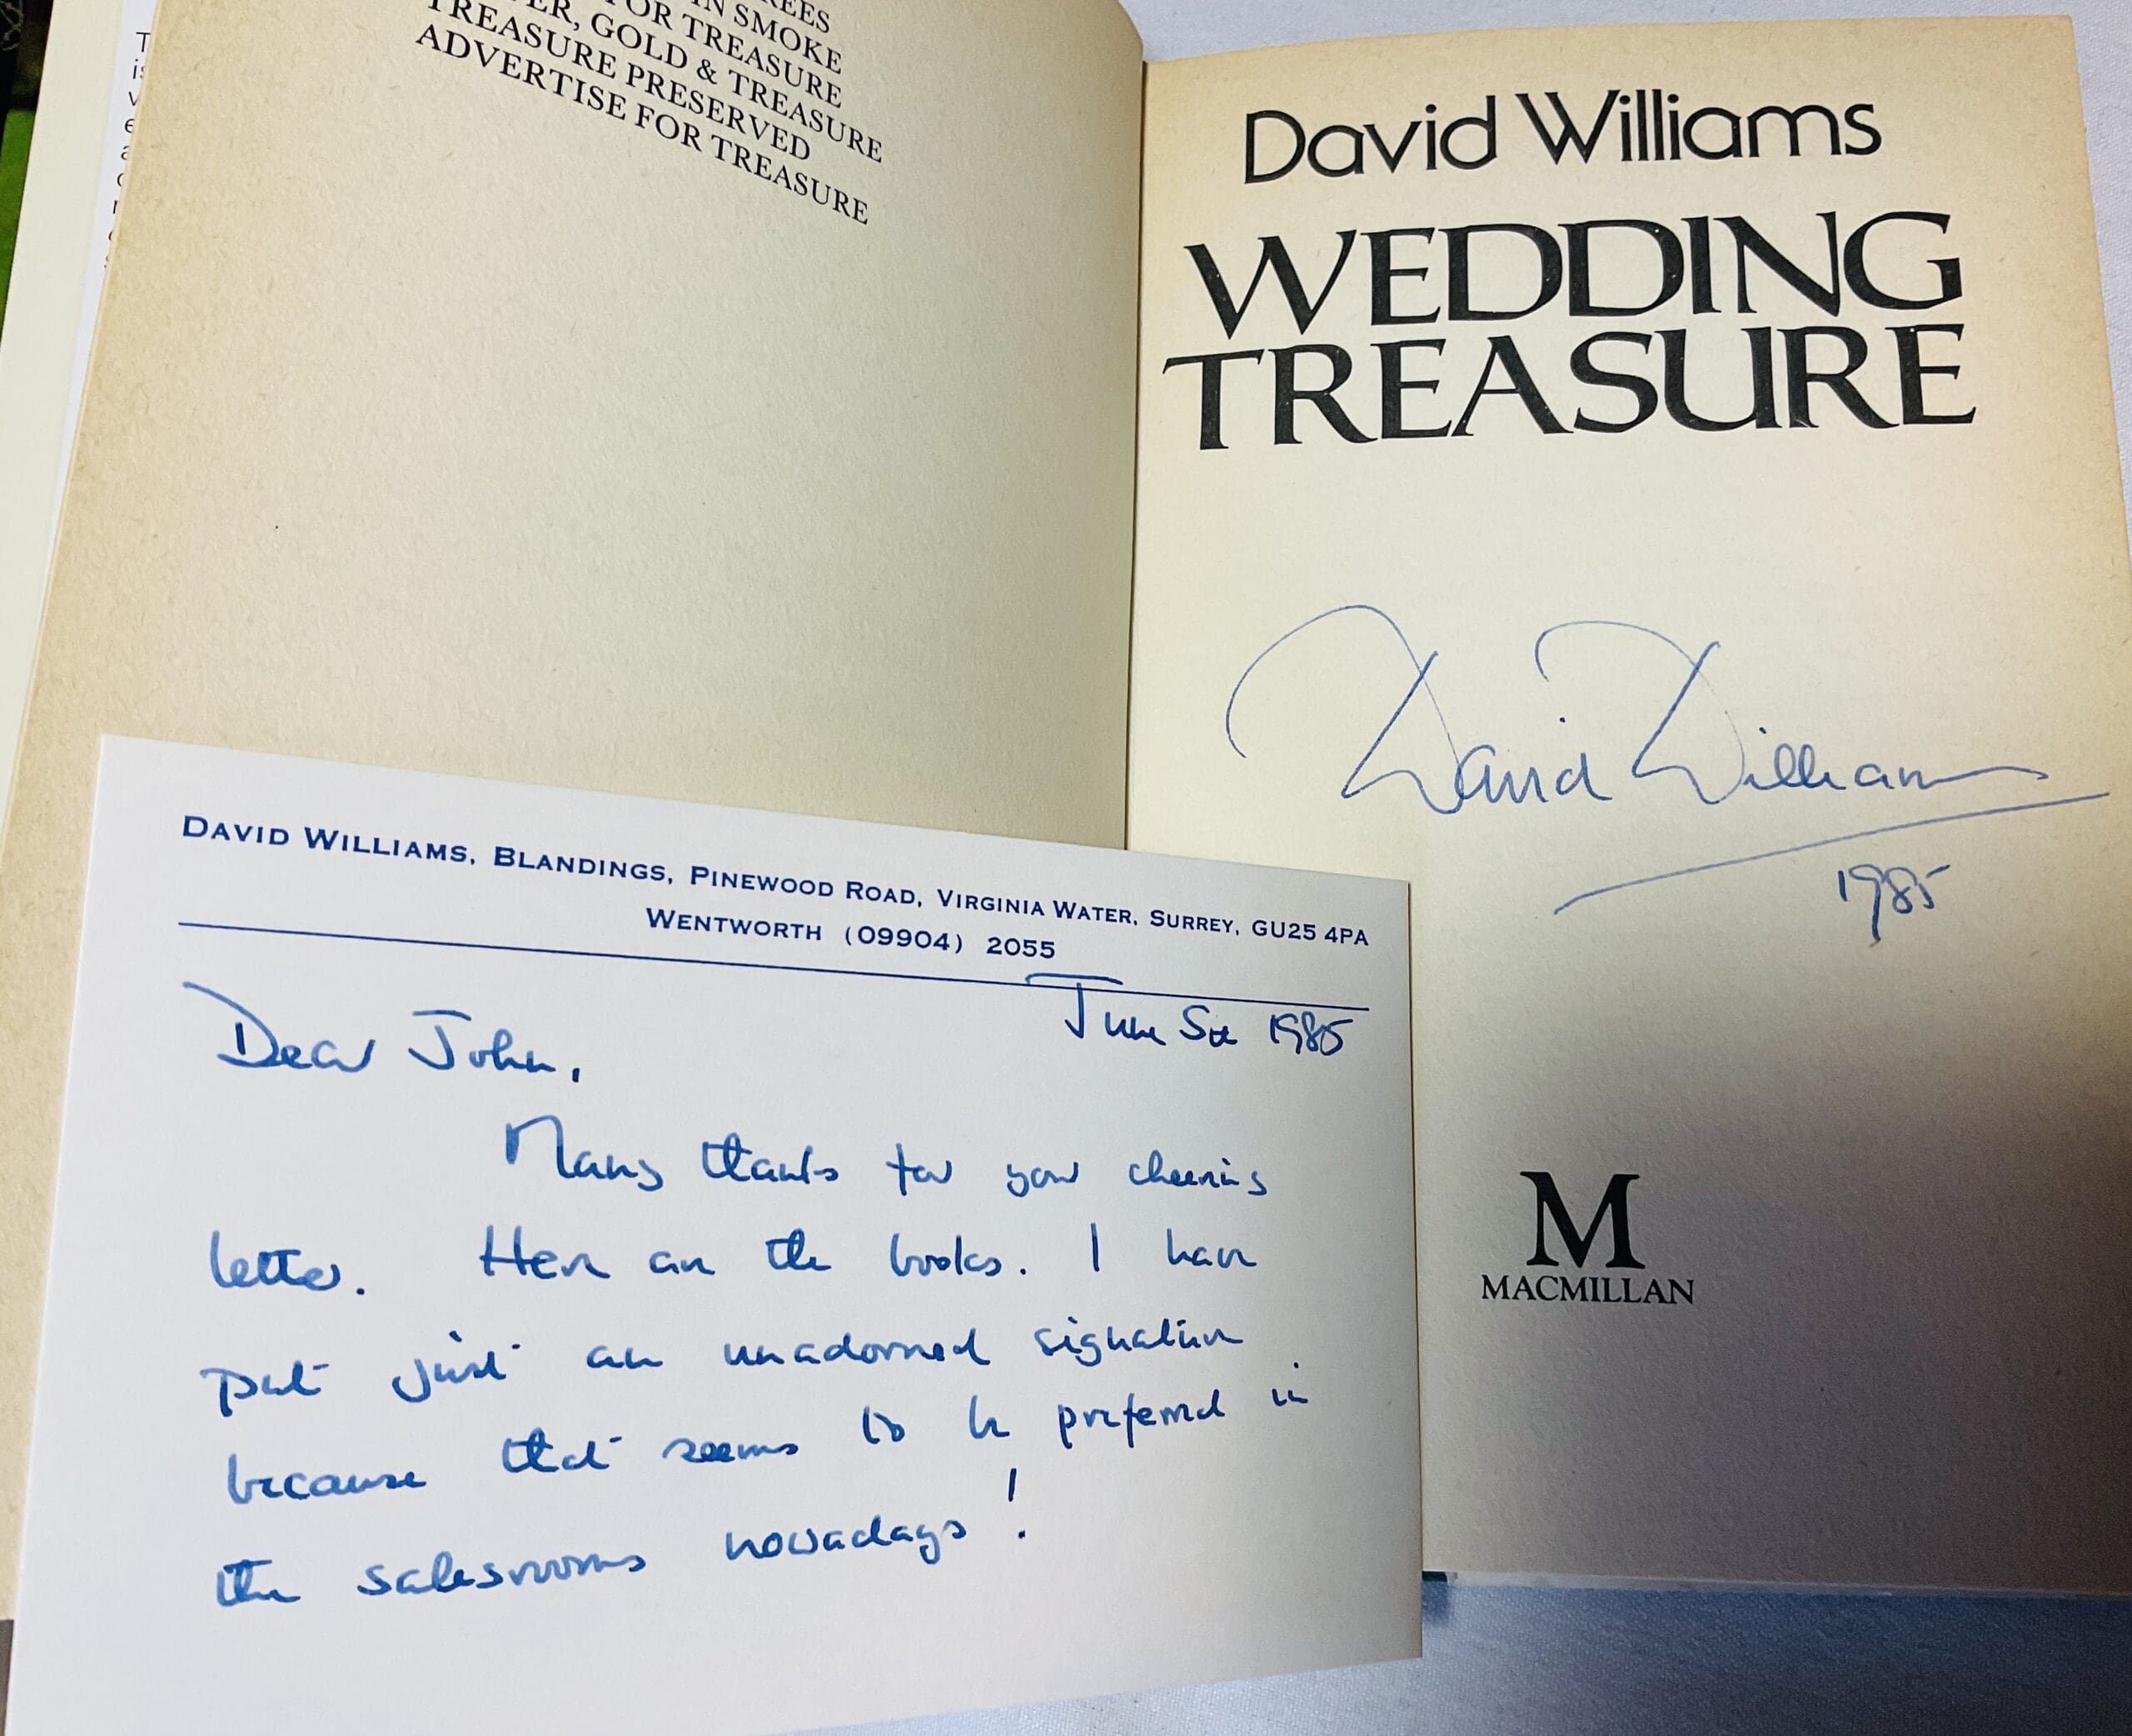 REES
IN SMOKE
FOR TREASURE
ER, GOLD & TREASURE
TREASURE PRESERVED
ADVERTISE FOR TREASURE
David Williams
WEDDING
TREASURE
David Williams
1985
M
MACMILLAN
DAVID WILLIAMS, BLANDINGS, PINEWOOD ROAD, VIRGINIA WATER, SURREY, GU25 4PA
WENTWORTH (09904) 2055
June 1985
Dear John,
Many thanks for your cheering
letter. Here are the books. I have
put just an unadorned signature
because that seems to be preferred in
the salesrooms nowadays!